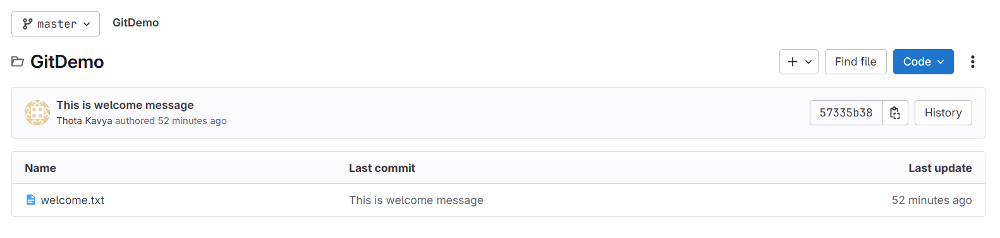 master GitDemo
GitDemo
Find file Code
This is welcome message
Thota Kavya authored 52 minutes ago
57335b38 History
Name Last commit Last update
welcome.txt This is welcome message 52 minutes ago